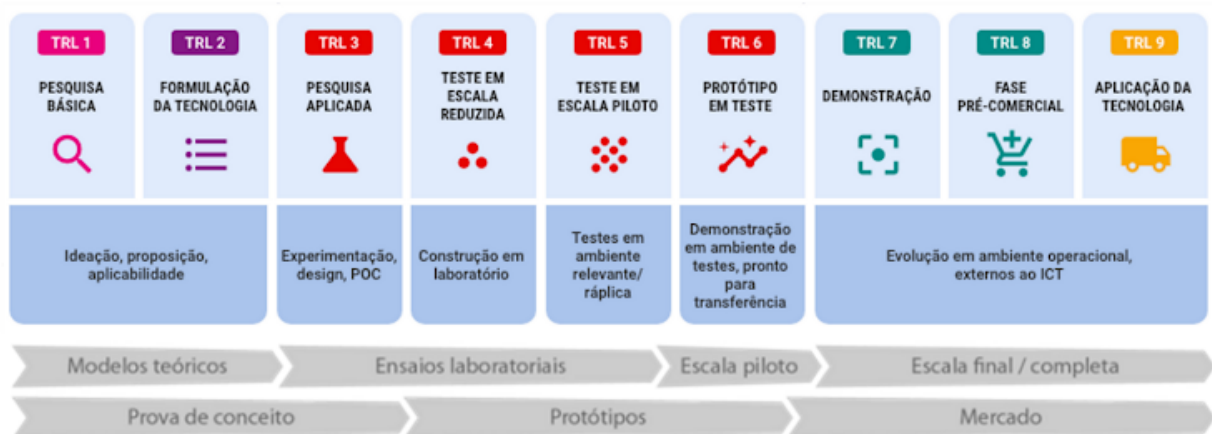 TRL 1
PESQUISA
BÁSICA
TRL 2
FORMULAÇÃO
DA TECNOLOGIA
TRL 3
PESQUISA
APLICADA
TRL 4
TESTE EM
ESCALA
REDUZIDA
TRL 5
TESTE EM
ESCALA PILOTO
TRL 6
PROTÓTIPO
EM TESTE
TRL 7
DEMONSTRAÇÃO
TRL 8
FASE
PRÉ-COMERCIAL
TRL 9
APLICAÇÃO DA
TECNOLOGIA
Ideação, proposição,
aplicabilidade
Experimentação,
design, POC
Construção em
laboratório
Testes em
ambiente
relevante/
ráplica
Demonstração
em ambiente de
testes, pronto
para
transferência
Evolução em ambiente operacional,
externos ao ICT
Modelos teóricos
Ensaios laboratoriais
Escala piloto
Escala final / completa
Prova de conceito
Protótipos
Mercado